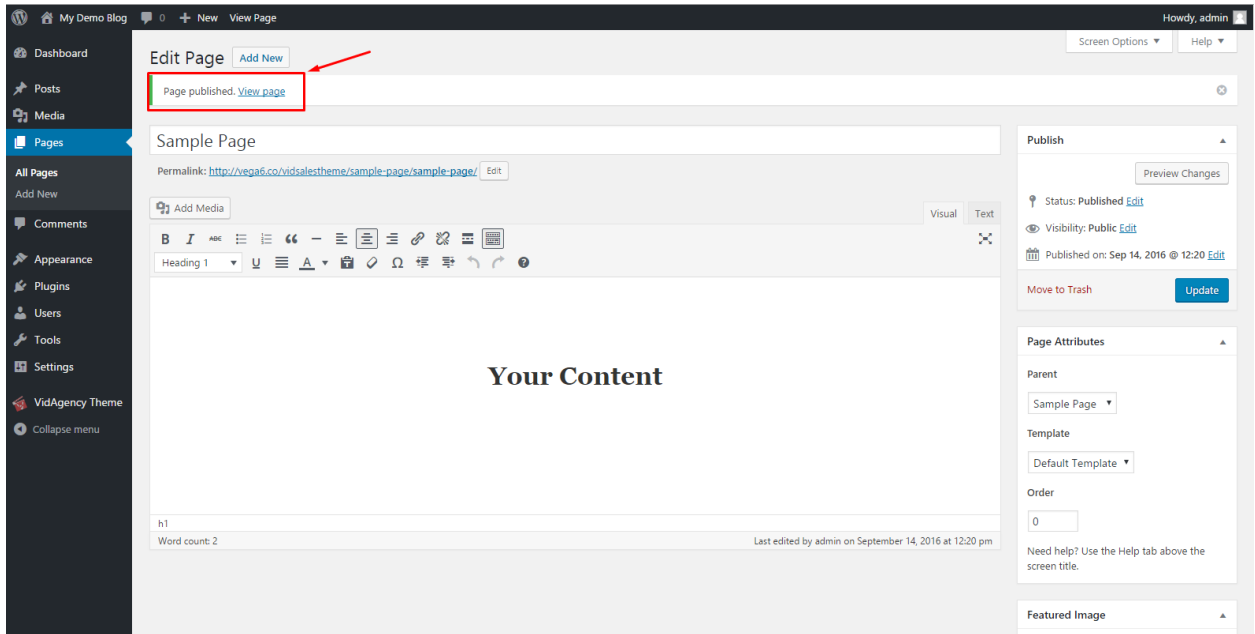 My Demo Blog 0 + New View Page Howdy, admin
Screen Options ▼ Help ▼
Dashboard
Posts
Media
Pages
All Pages
Add New
Comments
Appearance
Plugins
Users
Tools
Settings
VidAgency Theme
Collapse menu
Edit Page Add New
Page published. View page
Sample Page
Permalink: http://vega6.co/vidsalestheme/sample-page/sample-page/ Edit
Add Media
Visual Text
B I ABC
Heading 1 ▼ U A ▼ T Ω
Your Content
h1
Word count: 2 Last edited by admin on September 14, 2016 at 12:20 pm
Publish
Preview Changes
Status: Published Edit
Visibility: Public Edit
Published on: Sep 14, 2016 @ 12:20 Edit
Move to Trash Update
Page Attributes
Parent
Sample Page ▼
Template
Default Template ▼
Order
0
Need help? Use the Help tab above the
screen title.
Featured Image